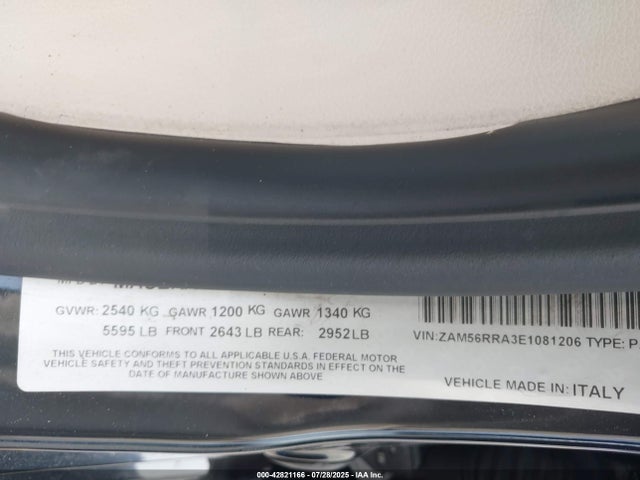 GVWR: 2540 KG GAWR 1200 KG GAWR 1340 KG
5595 LB FRONT 2643 LB REAR: 2952 LB
THIS VEHICLE CONFORMS TO ALL APPLICABLE U.S.A. FEDERAL MOTOR
VEHICLE SAFETY AND THEFT PREVENTION STANDARDS IN EFFECT ON THE
DATE OF MANUFACTURE SHOWN ABOVE
VIN:ZAM56RRA3E1081206 TYPE: P.
VEHICLE MADE IN: ITALY
000-42821166 - 07/28/2025 - IAA Inc.